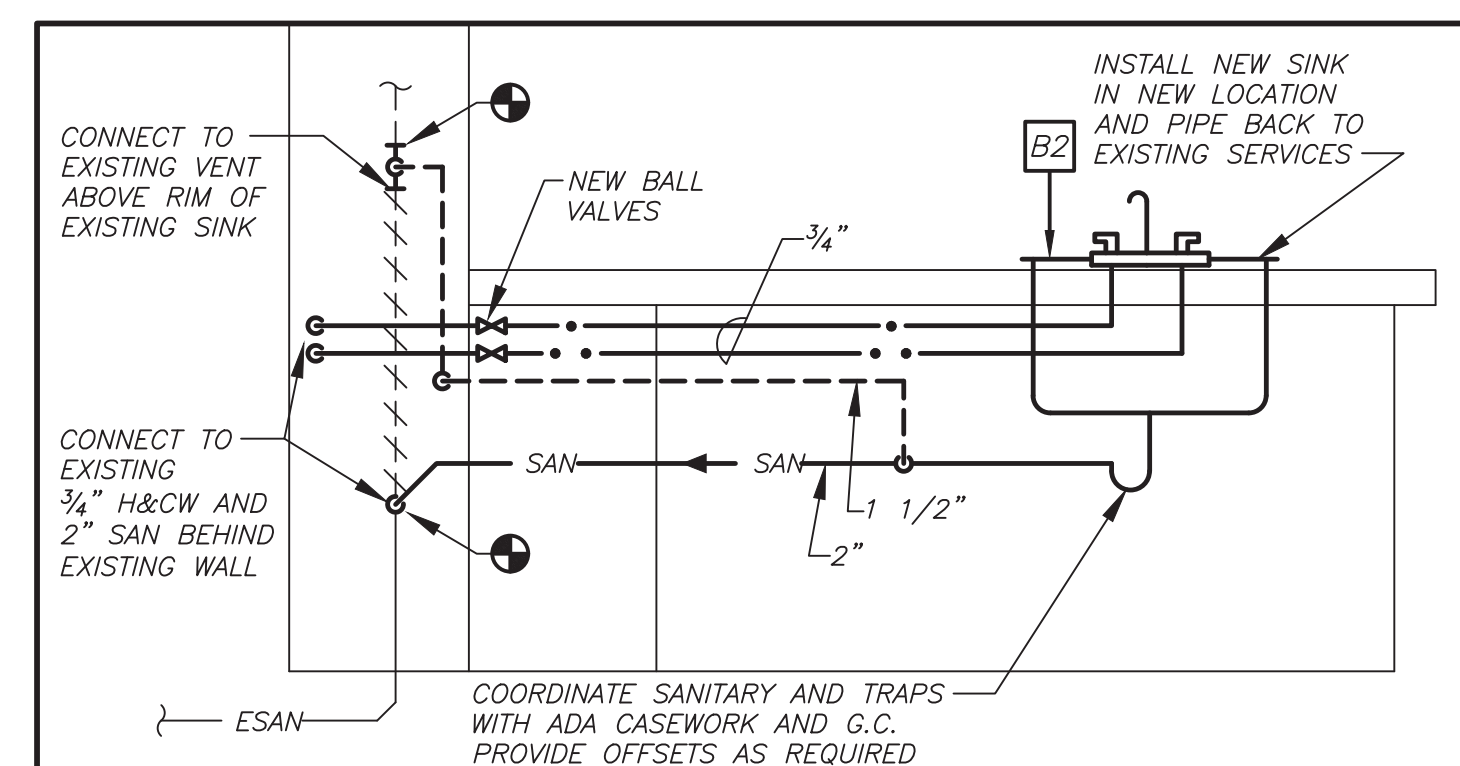 INSTALL NEW SINK
IN NEW LOCATION
AND PIPE BACK TO
EXISTING SERVICES
B2
CONNECT TO
EXISTING VENT
ABOVE RIM OF
EXISTING SINK
NEW BALL
VALVES
¾"
CONNECT TO
EXISTING
¾" H&CW AND
2" SAN BEHIND
EXISTING WALL
SAN
SAN
1 1/2"
2"
ESAN
COORDINATE SANITARY AND TRAPS
WITH ADA CASEWORK AND G.C.
PROVIDE OFFSETS AS REQUIRED